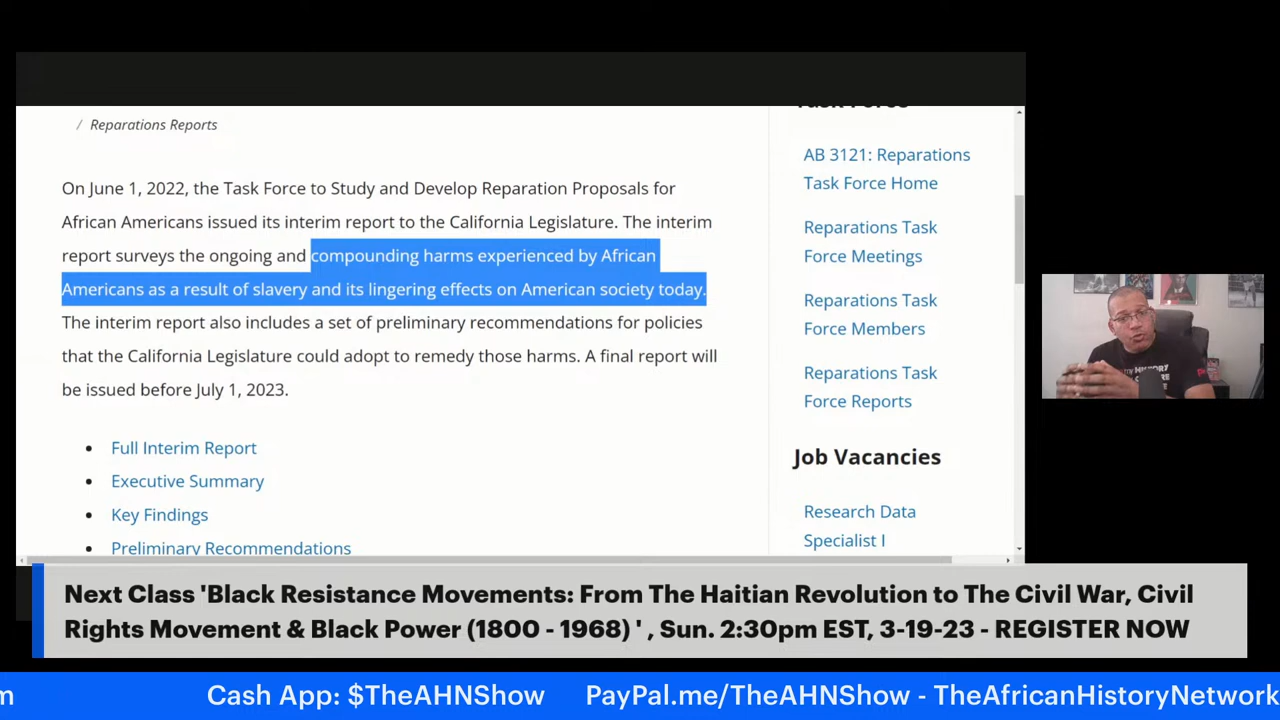 / Reparations Reports
On June 1, 2022, the Task Force to Study and Develop Reparation Proposals for
African Americans issued its interim report to the California Legislature. The interim
report surveys the ongoing and compounding harms experienced by African
Americans as a result of slavery and its lingering effects on American society today.
The interim report also includes a set of preliminary recommendations for policies
that the California Legislature could adopt to remedy those harms. A final report will
be issued before July 1, 2023.
• Full Interim Report
• Executive Summary
• Key Findings
• Preliminary Recommendations
Task Force
AB 3121: Reparations
Task Force Home
Reparations Task
Force Meetings
Reparations Task
Force Members
Reparations Task
Force Reports
Job Vacancies
Research Data
Specialist I
HISTORY
Next Class 'Black Resistance Movements: From The Haitian Revolution to The Civil War, Civil
Rights Movement & Black Power (1800 - 1968) ' , Sun. 2:30pm EST, 3-19-23 - REGISTER NOW
m Cash App: $TheAHNShow PayPal.me/TheAHNShow - TheAfricanHistoryNetwork